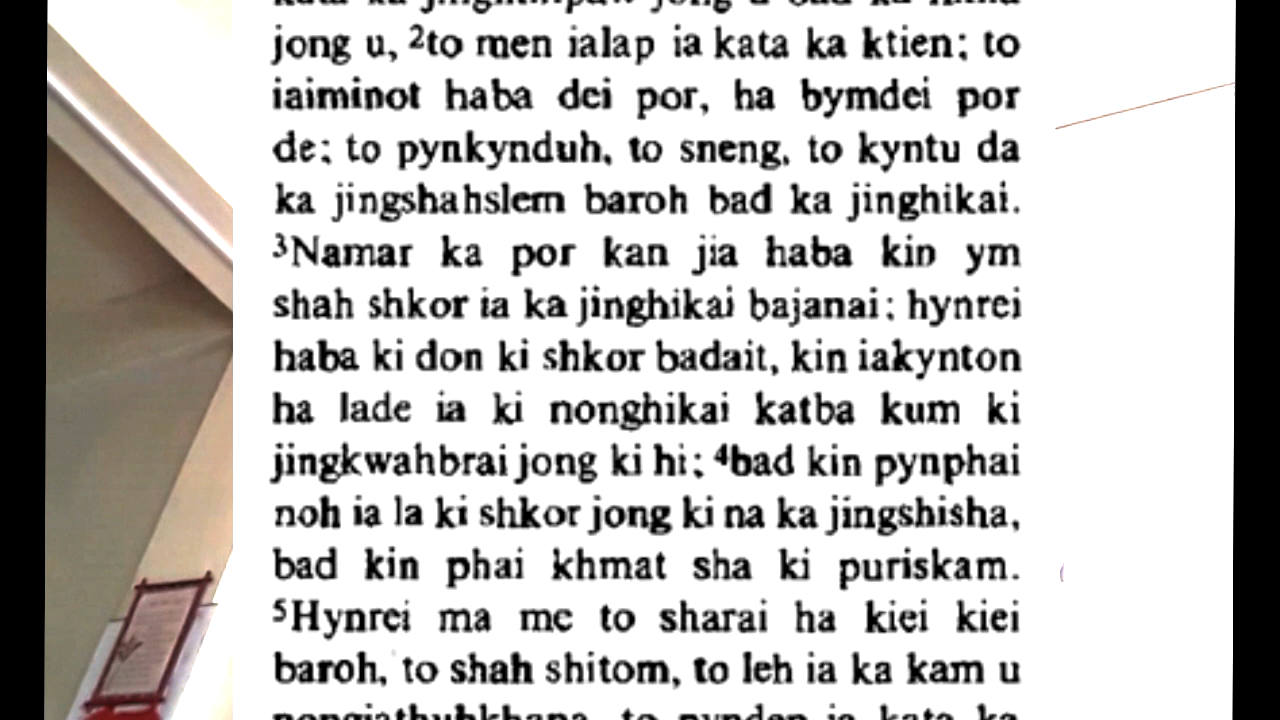 jong u, ²to men ialap ia kata ka ktien; to
iaiminot haba dei por, ha bymdei por
de; to pynkynduh, to sneng, to kyntu da
ka jingshahslem baroh bad ka jinghikai.
³Namar ka por kan jia haba kin ym
shah shkor ia ka jinghikai bajanai; hynrei
haba ki don ki shkor badait, kin iakynton
ha lade ia ki nonghikai katba kum ki
jingkwahbrai jong ki hi; ⁴bad kin pynphai
noh ia la ki shkor jong ki na ka jingshisha,
bad kin phai khmat sha ki puriskam.
⁵Hynrei ma me to sharai ha kiei kiei
baroh, to shah shitom, to leh ia ka kam u